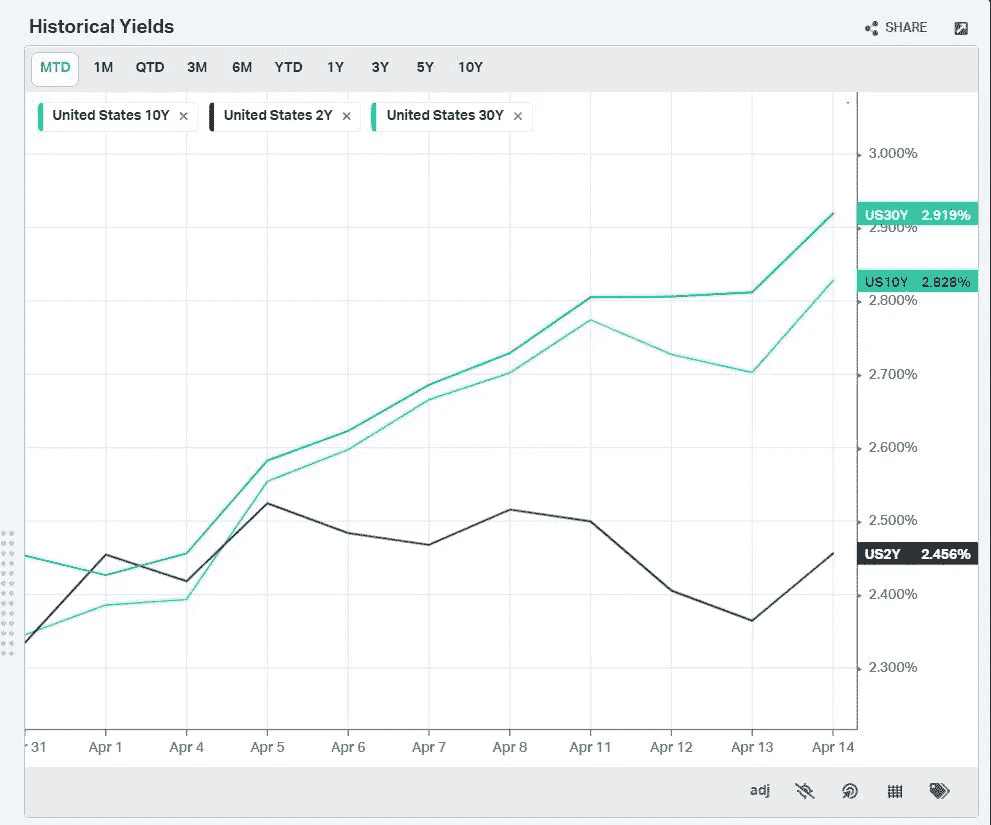 Historical Yields
SHARE
MTD 1M QTD 3M 6M YTD 1Y 3Y 5Y 10Y
United States 10Y × United States 2Y × United States 30Y ×
3.000%
US30Y 2.919%
2.900%
US10Y 2.828%
2.800%
2.700%
2.600%
2.500%
US2Y 2.456%
2.400%
2.300%
31 Apr 1 Apr 4 Apr 5 Apr 6 Apr 7 Apr 8 Apr 11 Apr 12 Apr 13 Apr 14
adj